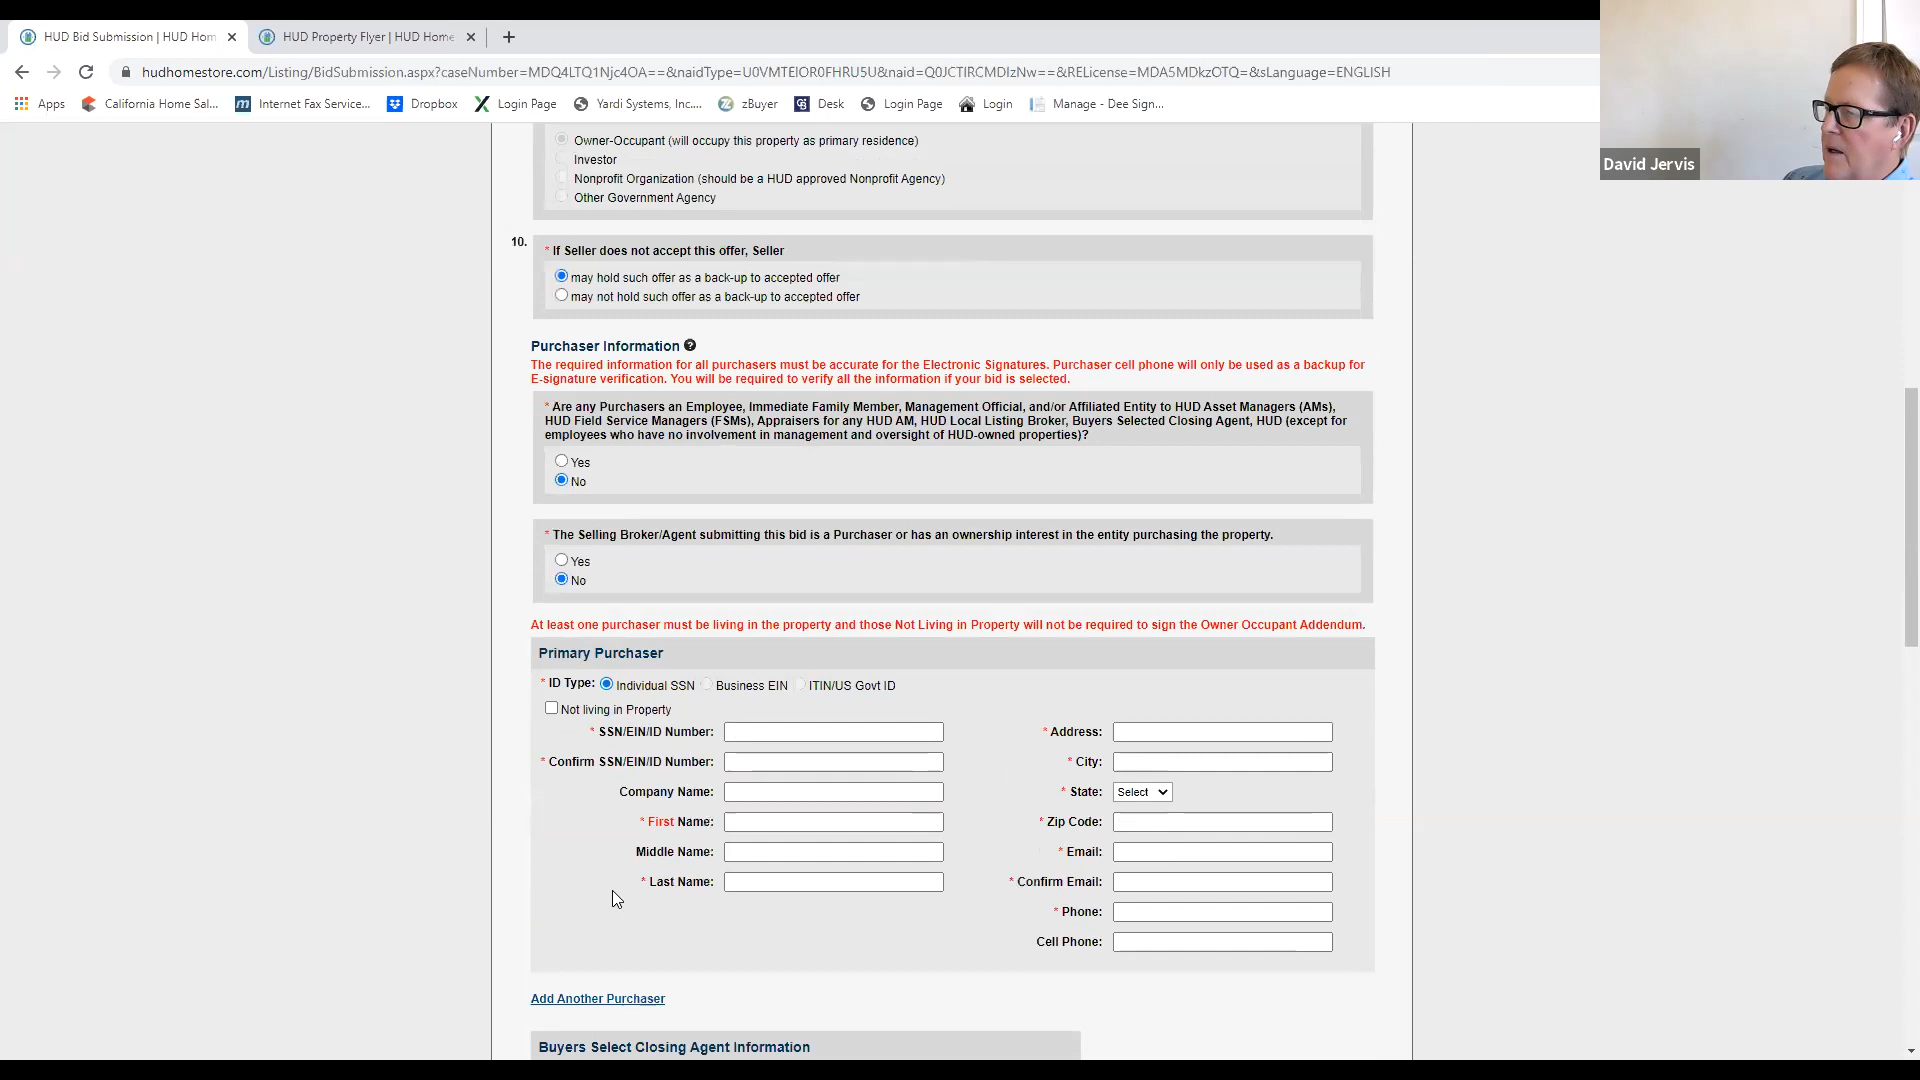 HUD Bid Submission | HUD Hom
HUD Property Flyer | HUD Home
hudhomestore.com/Listing/BidSubmission.aspx?caseNumber=MDQ4LTQ1Njc4OA==&naidType=U0VMTElOR0FHRU5U&naid=Q0JCTlRCMDIzNw==&RELicense=MDA5MDkzOTQ=&sLanguage=ENGLISH
Apps California Home Sal... Internet Fax Service... Dropbox Login Page Yardi Systems, Inc.... zBuyer Desk Login Page Login Manage - Dee Sign...
David Jervis
Owner-Occupant (will occupy this property as primary residence)
Investor
Nonprofit Organization (should be a HUD approved Nonprofit Agency)
Other Government Agency
10. * If Seller does not accept this offer, Seller
may hold such offer as a back-up to accepted offer
may not hold such offer as a back-up to accepted offer
Purchaser Information ?
The required information for all purchasers must be accurate for the Electronic Signatures. Purchaser cell phone will only be used as a backup for
E-signature verification. You will be required to verify all the information if your bid is selected.
* Are any Purchasers an Employee, Immediate Family Member, Management Official, and/or Affiliated Entity to HUD Asset Managers (AMs),
HUD Field Service Managers (FSMs), Appraisers for any HUD AM, HUD Local Listing Broker, Buyers Selected Closing Agent, HUD (except for
employees who have no involvement in management and oversight of HUD-owned properties)?
Yes
No
* The Selling Broker/Agent submitting this bid is a Purchaser or has an ownership interest in the entity purchasing the property.
Yes
No
At least one purchaser must be living in the property and those Not Living in Property will not be required to sign the Owner Occupant Addendum.
Primary Purchaser
* ID Type: Individual SSN Business EIN ITIN/US Govt ID
Not living in Property
* SSN/EIN/ID Number: * Address:
* Confirm SSN/EIN/ID Number: * City:
Company Name: * State: Select
* First Name: * Zip Code:
Middle Name: * Email:
* Last Name: * Confirm Email:
* Phone:
Cell Phone:
Add Another Purchaser
Buyers Select Closing Agent Information